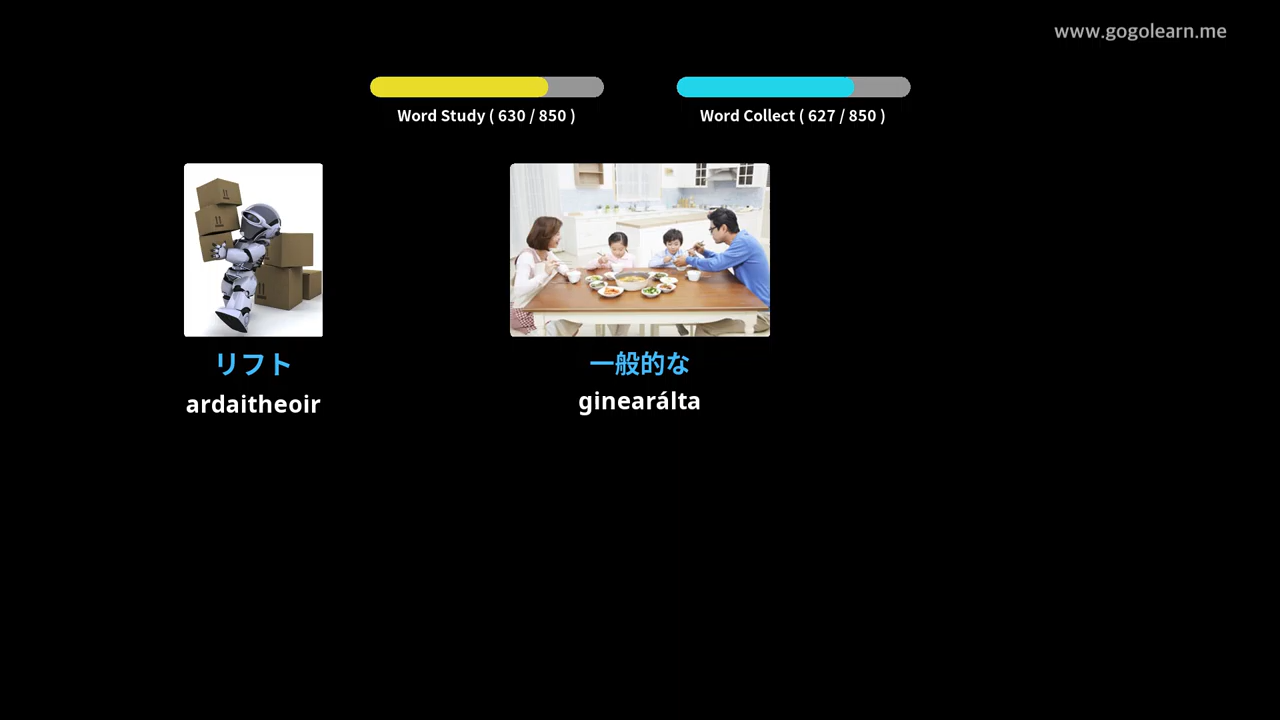 www.gogolearn.me
Word Study ( 630 / 850 )
Word Collect ( 627 / 850 )
リフト
ardaitheoir
一般的な
ginearálta